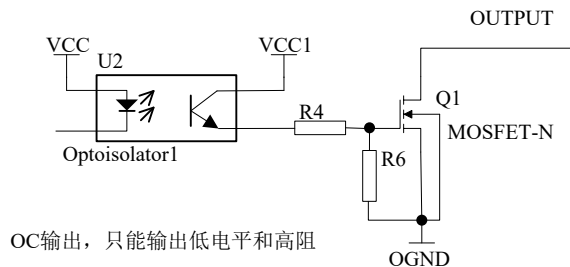 OUTPUT
VCC
U2
VCC1
R4
Q1
MOSFET-N
Optoisolator1
R6
OC输出，只能输出低电平和高阻
OGND